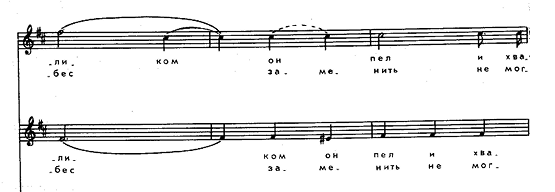 -ли- ком он пел и хва-
-бес за- ме- нить не мог.
-ли- ком он пел и хва-
-бес за- ме- нить не мог.